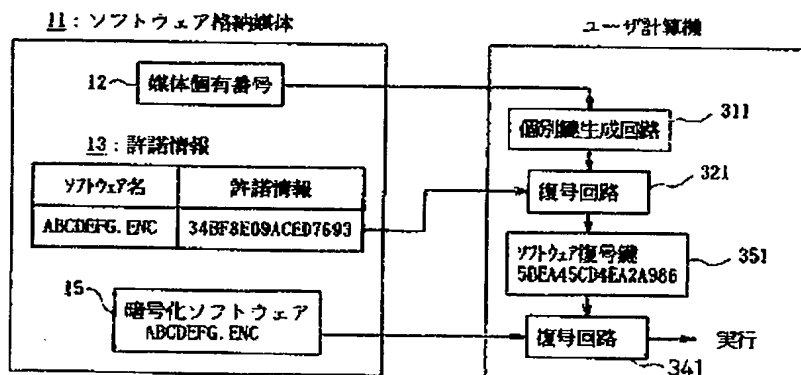 11：ソフトウェア格納媒体
ユーザ計算機
12
媒体個有番号
個別鍵生成回路
311
13：許諾情報
ソフトウェア名
許諾情報
ABCDEFG.ENC
34BF8E09ACED7693
復号回路
321
ソフトウェア復号鍵
5BEA45CD4EA2A986
351
15
暗号化ソフトウェア
ABCDEFG.ENC
復号回路
実行
341